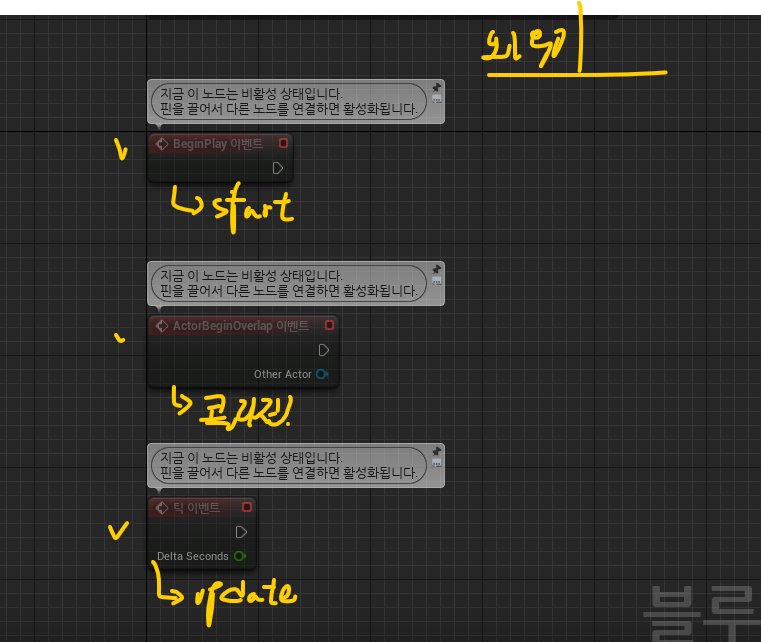 외워
지금 이 노드는 비활성 상태입니다.
핀을 끌어서 다른 노드를 연결하면 활성화됩니다.
BeginPlay 이벤트
start
지금 이 노드는 비활성 상태입니다.
핀을 끌어서 다른 노드를 연결하면 활성화됩니다.
ActorBeginOverlap 이벤트
Other Actor
지금 이 노드는 비활성 상태입니다.
핀을 끌어서 다른 노드를 연결하면 활성화됩니다.
틱 이벤트
Delta Seconds
update
블루